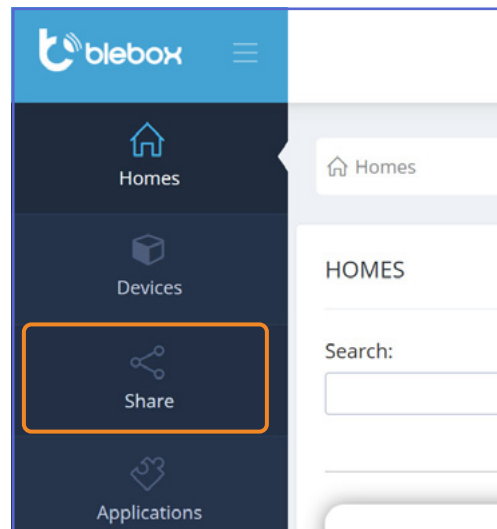 blebox
Homes
Devices
Share
Applications
Homes
HOMES
Search: